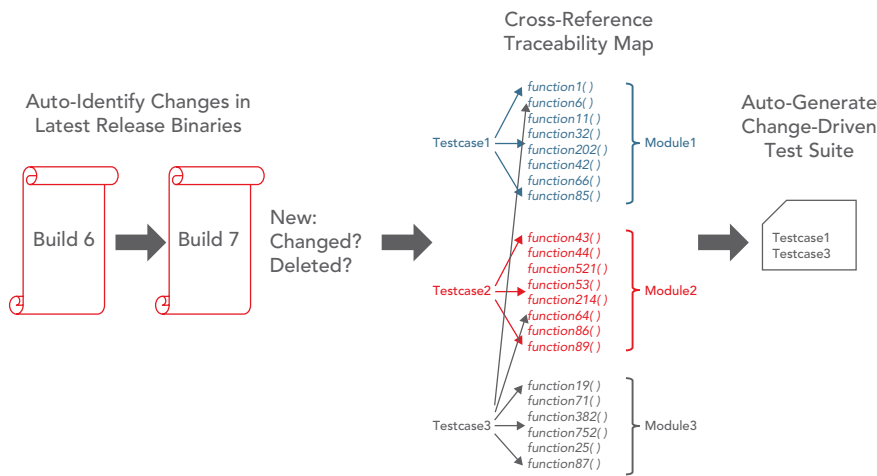 Auto-Identify Changes in
Latest Release Binaries
Build 6
Build 7
New:
Changed?
Deleted?
Cross-Reference
Traceability Map
Testcase1
function1( )
function6( )
function11( )
function32( )
function202( )
function42( )
function66( )
function85( )
Module1
Testcase2
function43( )
function44( )
function521( )
function53( )
function214( )
function64( )
function86( )
function89( )
Module2
Testcase3
function19( )
function71( )
function382( )
function752( )
function25( )
function87( )
Module3
Auto-Generate
Change-Driven
Test Suite
Testcase1
Testcase3